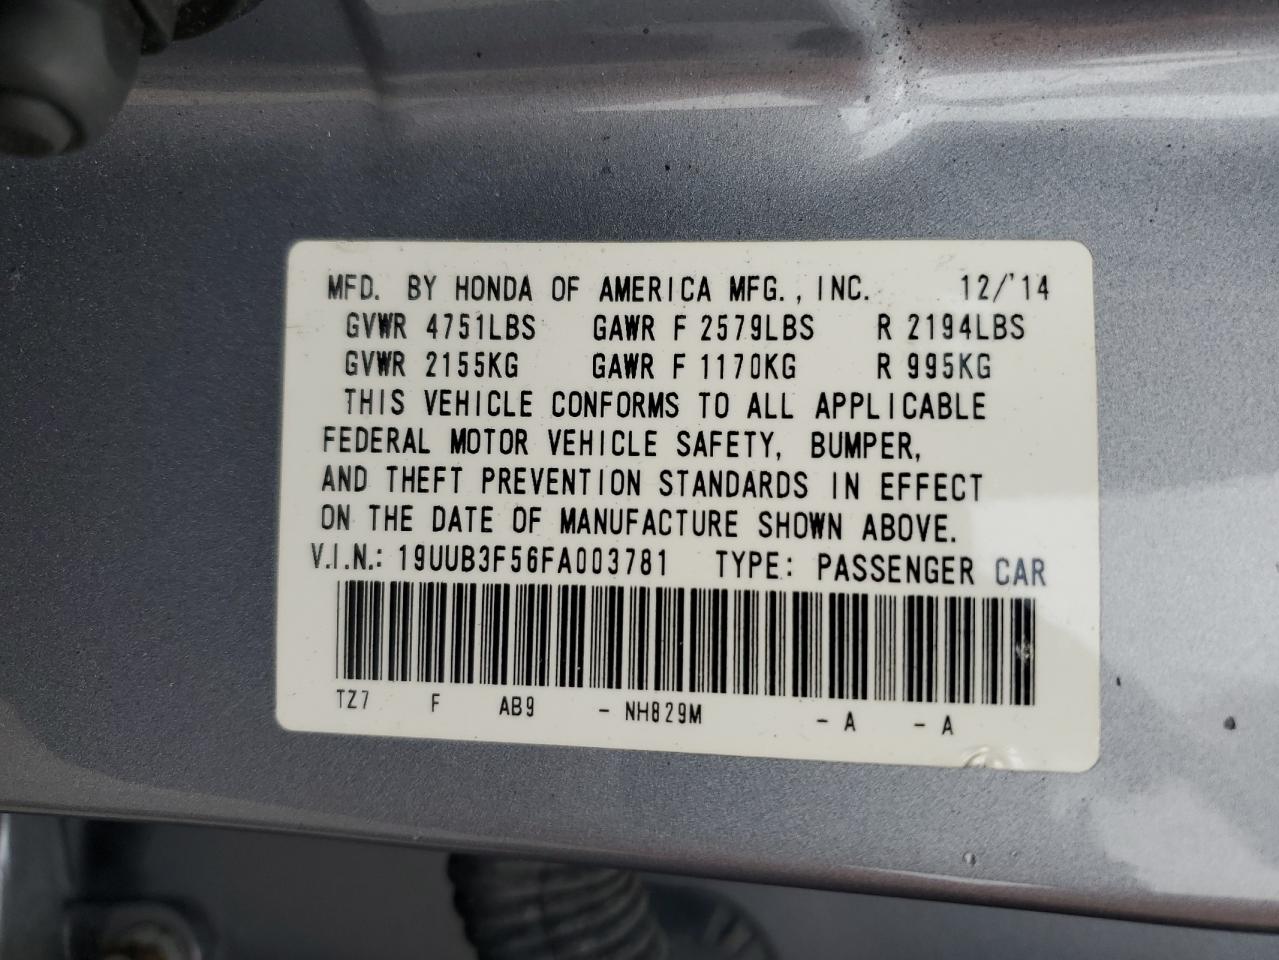 MFD. BY HONDA OF AMERICA MFG., INC. 12/'14
GVWR 4751LBS GAWR F 2579LBS R 2194LBS
GVWR 2155KG GAWR F 1170KG R 995KG
THIS VEHICLE CONFORMS TO ALL APPLICABLE
FEDERAL MOTOR VEHICLE SAFETY, BUMPER,
AND THEFT PREVENTION STANDARDS IN EFFECT
ON THE DATE OF MANUFACTURE SHOWN ABOVE.
V.I.N.: 19UUB3F56FA003781 TYPE: PASSENGER CAR
TZ7 F AB9 - NH829M - A - A